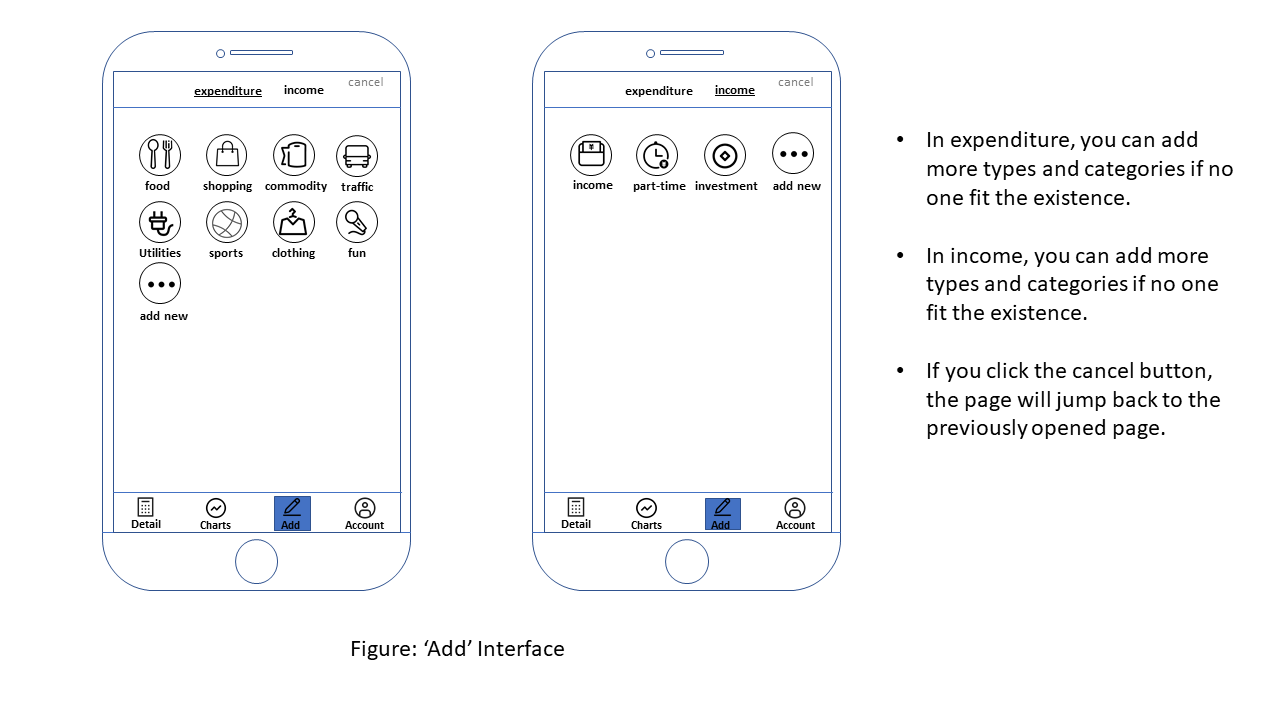 expenditure income cancel
food shopping commodity traffic
Utilities sports clothing fun
add new
Detail Charts Add Account
expenditure income cancel
¥
income part-time investment add new
Detail Charts Add Account
• In expenditure, you can add
more types and categories if no
one fit the existence.
• In income, you can add more
types and categories if no one
fit the existence.
• If you click the cancel button,
the page will jump back to the
previously opened page.
Figure: ‘Add’ Interface